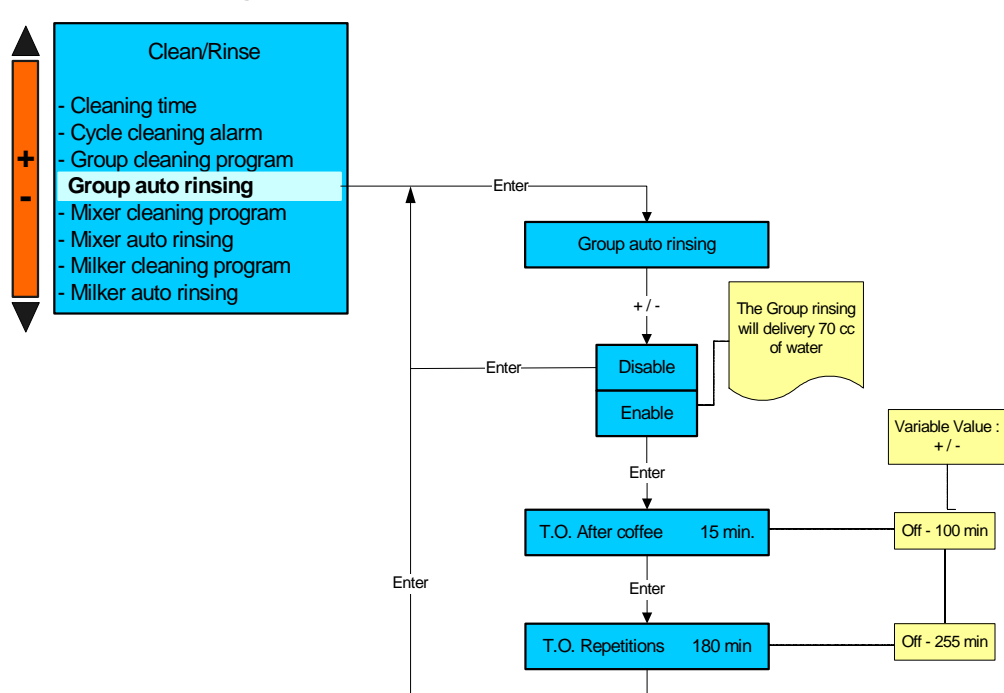 Clean/Rinse
- Cleaning time
- Cycle cleaning alarm
- Group cleaning program
Group auto rinsing
- Mixer cleaning program
- Mixer auto rinsing
- Milker cleaning program
- Milker auto rinsing
+
-
Enter
Group auto rinsing
+ / -
The Group rinsing
will delivery 70 cc
of water
Enter
Disable
Enable
Variable Value :
+ / -
Enter
T.O. After coffee 15 min.
Off - 100 min
Enter
Enter
T.O. Repetitions 180 min
Off - 255 min